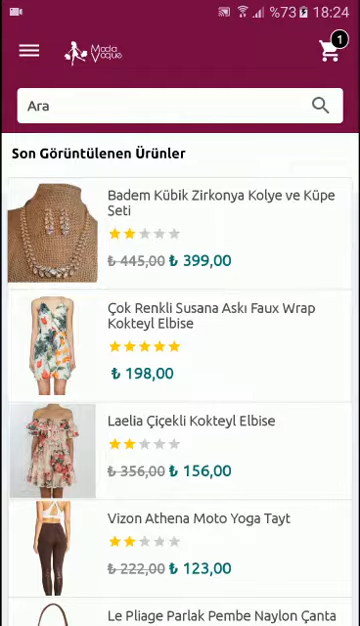 %73 18:24
Moda
Vogue
1
Ara
Son Görüntülenen Ürünler
Badem Kübik Zirkonya Kolye ve Küpe
Seti
₺ 445,00 ₺ 399,00
Çok Renkli Susana Askı Faux Wrap
Kokteyl Elbise
₺ 198,00
Laelia Çiçekli Kokteyl Elbise
₺ 356,00 ₺ 156,00
Vizon Athena Moto Yoga Tayt
₺ 222,00 ₺ 123,00
Le Pliage Parlak Pembe Naylon Çanta